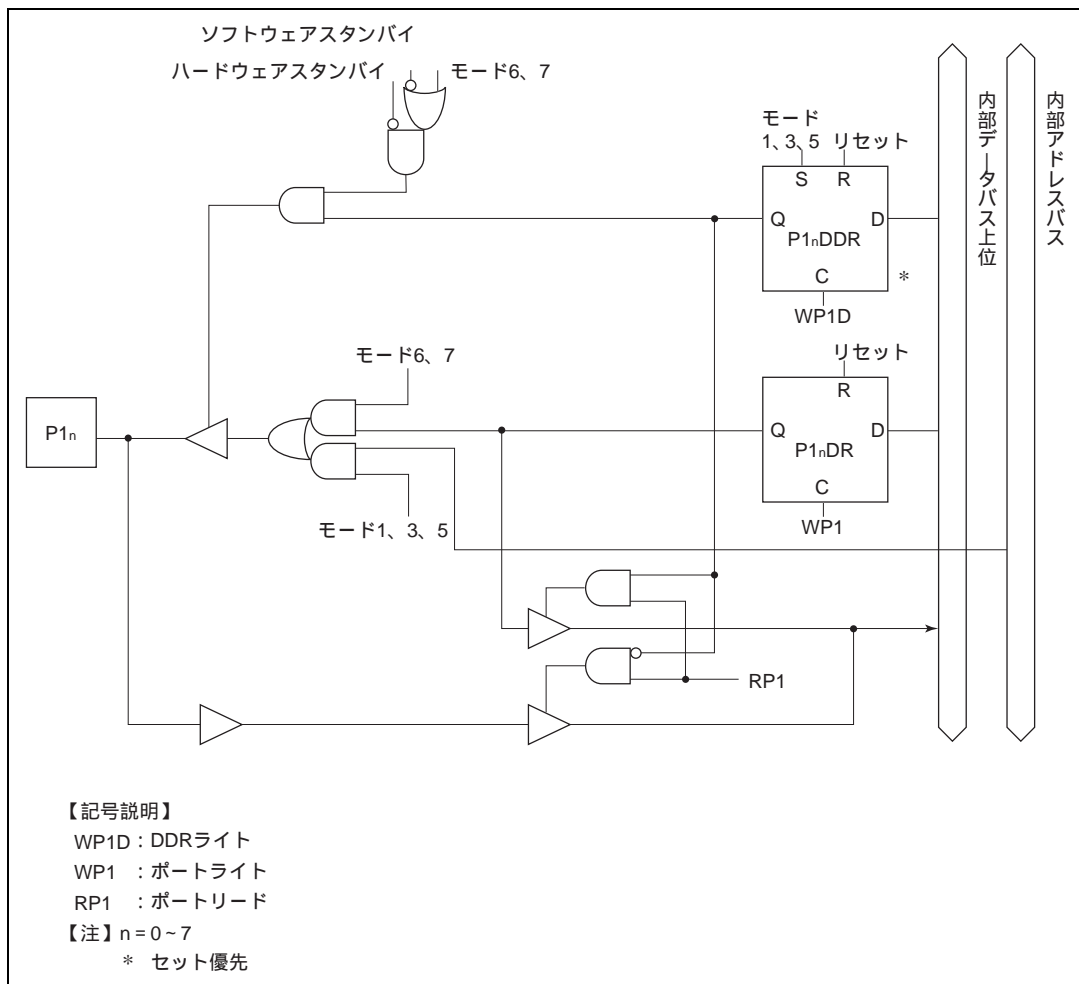 ソフトウェアスタンバイ
ハードウェアスタンバイ
モード6、7
モード
1、3、5
リセット
S
R
Q
D
P1nDDR
C
*
WP1D
内部データバス上位
内部アドレスバス
モード6、7
リセット
R
P1n
Q
D
P1nDR
C
モード1、3、5
WP1
RP1
【記号説明】
WP1D：DDRライト
WP1 ：ポートライト
RP1 ：ポートリード
【注】n = 0 ~ 7
* セット優先